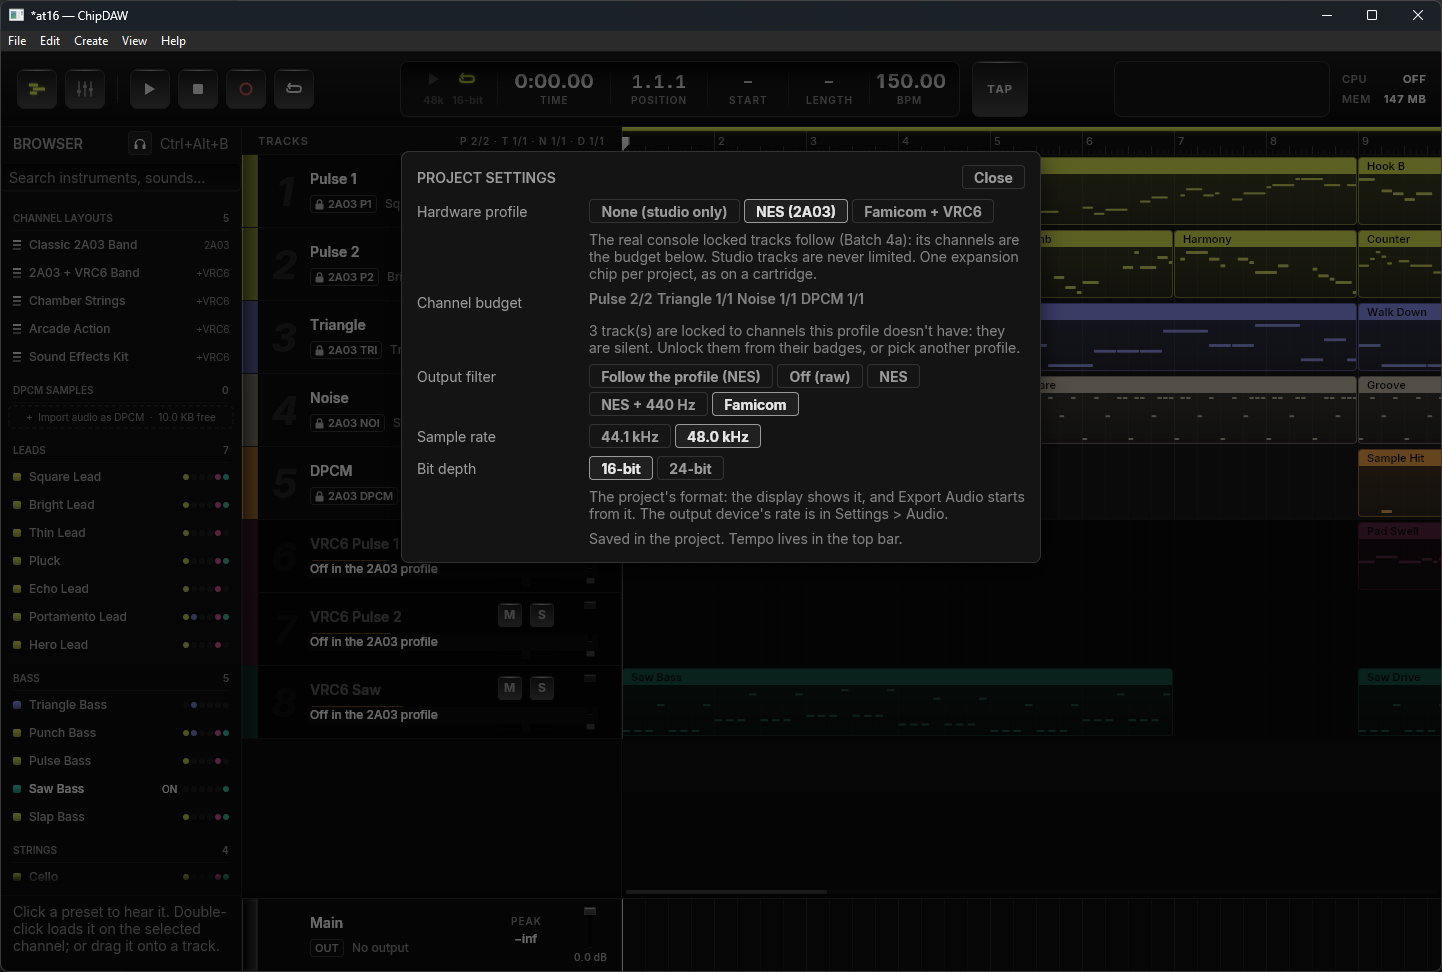 *at16 — ChipDAW
File Edit Create View Help
48k 16-bit
0:00.00 TIME
1.1.1 POSITION
– START
– LENGTH
150.00 BPM
TAP
CPU OFF
MEM 147 MB
BROWSER Ctrl+Alt+B
Search instruments, sounds...
CHANNEL LAYOUTS 5
Classic 2A03 Band 2A03
2A03 + VRC6 Band +VRC6
Chamber Strings +VRC6
Arcade Action +VRC6
Sound Effects Kit +VRC6
DPCM SAMPLES 0
+ Import audio as DPCM · 10.0 KB free
LEADS 7
Square Lead
Bright Lead
Thin Lead
Pluck
Echo Lead
Portamento Lead
Hero Lead
BASS 5
Triangle Bass
Punch Bass
Pulse Bass
Saw Bass ON
Slap Bass
STRINGS 4
Cello
Click a preset to hear it. Double-
click loads it on the selected
channel; or drag it onto a track.
TRACKS P 2/2 · T 1/1 · N 1/1 · D 1/1
2 3 4 5 6 7 8 9
1 Pulse 1
2A03 P1 Sq
2 Pulse 2
2A03 P2 Bri
3 Triangle
2A03 TRI Tr
4 Noise
2A03 NOI S
5 DPCM
2A03 DPCM
6 VRC6 Pulse 1
Off in the 2A03 profile
7 VRC6 Pulse 2 M S
Off in the 2A03 profile
8 VRC6 Saw M S
Off in the 2A03 profile
Hook B
Harmony
Counter
Walk Down
Groove
Sample Hit
Pad Swell
Saw Bass
Saw Drive
PROJECT SETTINGS Close
Hardware profile None (studio only) NES (2A03) Famicom + VRC6
The real console locked tracks follow (Batch 4a): its channels are
the budget below. Studio tracks are never limited. One expansion
chip per project, as on a cartridge.
Channel budget Pulse 2/2 Triangle 1/1 Noise 1/1 DPCM 1/1
3 track(s) are locked to channels this profile doesn't have: they
are silent. Unlock them from their badges, or pick another profile.
Output filter Follow the profile (NES) Off (raw) NES
NES + 440 Hz Famicom
Sample rate 44.1 kHz 48.0 kHz
Bit depth 16-bit 24-bit
The project's format: the display shows it, and Export Audio starts
from it. The output device's rate is in Settings > Audio.
Saved in the project. Tempo lives in the top bar.
Main PEAK
–inf
OUT No output
0.0 dB